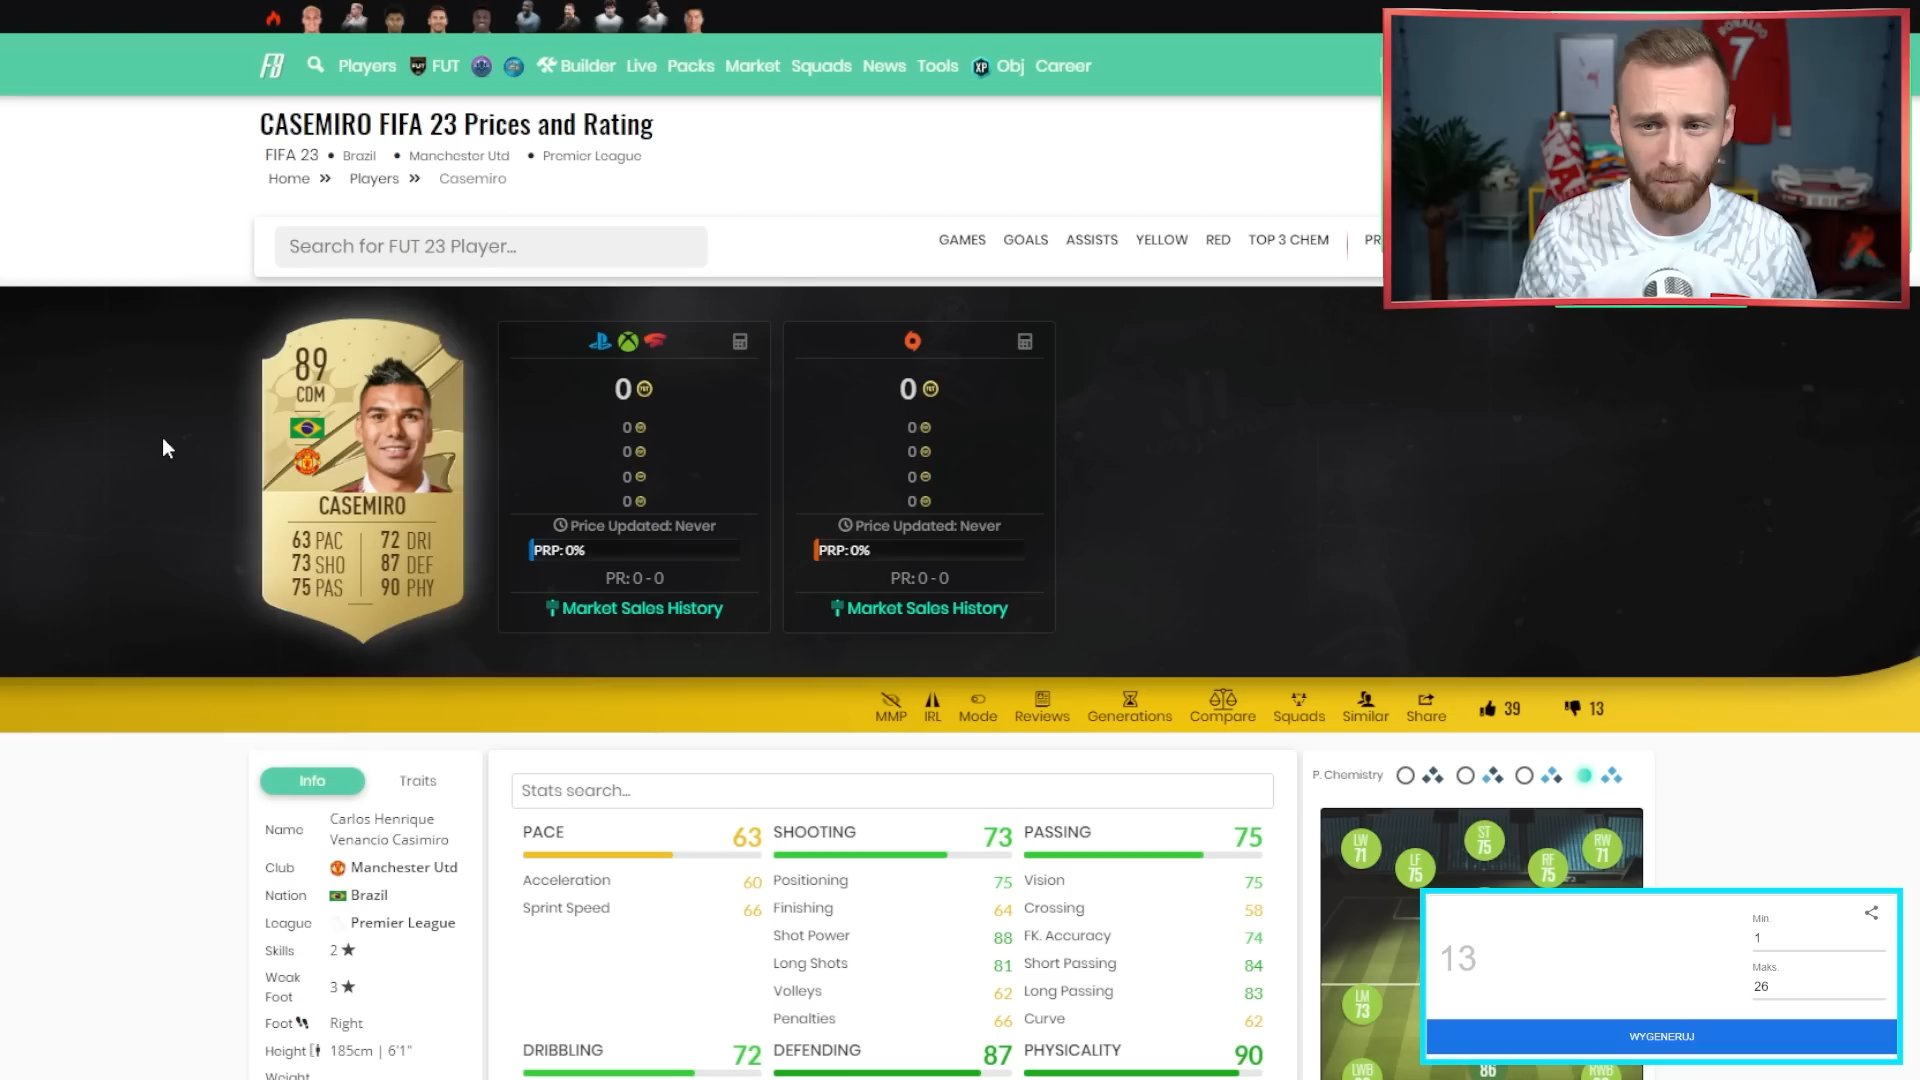 FB Players FUT Builder Live Packs Market Squads News Tools XP Obj Career
RONALDO
7
CASEMIRO FIFA 23 Prices and Rating
FIFA 23 • Brazil • Manchester Utd • Premier League
Home » Players » Casemiro
Search for FUT 23 Player...
GAMES GOALS ASSISTS YELLOW RED TOP 3 CHEM
89
CDM
CASEMIRO
63 PAC 72 DRI
73 SHO 87 DEF
75 PAS 90 PHY
0
0
0
0
0
Price Updated: Never
PRP: 0%
PR: 0 - 0
Market Sales History
0
0
0
0
0
Price Updated: Never
PRP: 0%
PR: 0 - 0
Market Sales History
MMP IRL Mode Reviews Generations Compare Squads Similar Share 39 13
Info Traits
Name Carlos Henrique
Venancio Casimiro
Club Manchester Utd
Nation Brazil
League Premier League
Skills 2 ★
Weak
Foot 3 ★
Foot Right
Height 185cm | 6'1"
Weight
Stats search...
PACE 63
Acceleration 60
Sprint Speed 66
SHOOTING 73
Positioning 75
Finishing 64
Shot Power 88
Long Shots 81
Volleys 62
Penalties 66
PASSING 75
Vision 75
Crossing 58
FK. Accuracy 74
Short Passing 84
Long Passing 83
Curve 62
DRIBBLING 72
DEFENDING 87
PHYSICALITY 90
P. Chemistry
LW
71
LF
75
ST
75
RF
75
RW
71
LM
73
LWB
86
RWB
13
Min.
1
Maks.
26
WYGENERUJ